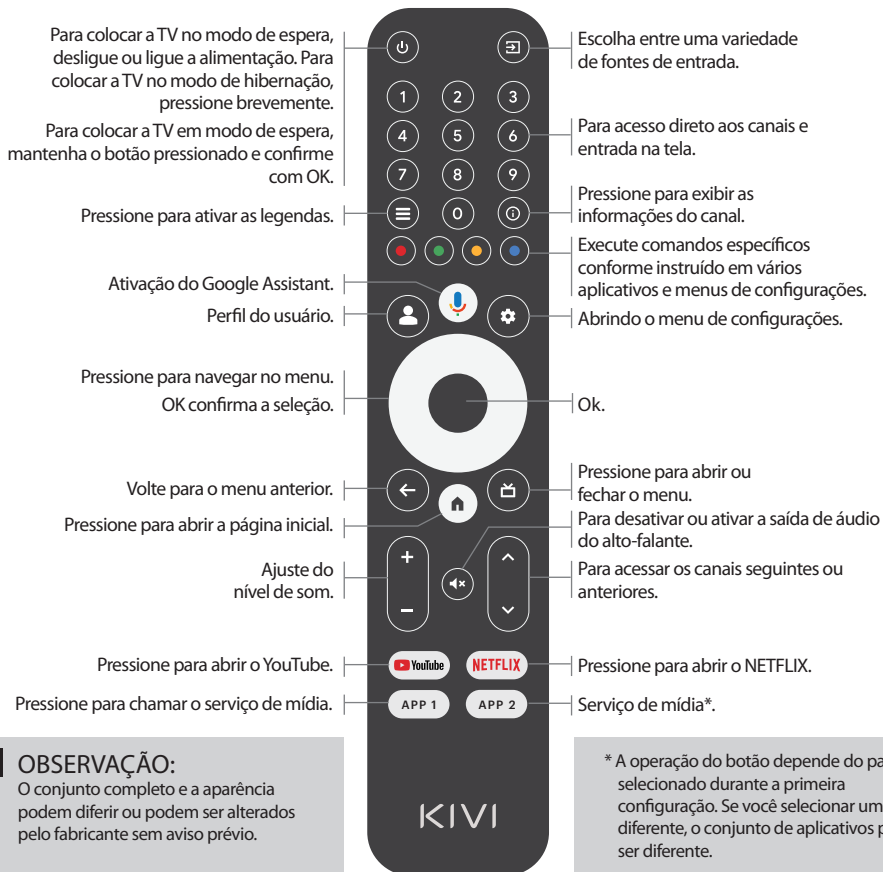 Para colocar a TV no modo de espera,
desligue ou ligue a alimentação. Para
colocar a TV no modo de hibernação,
pressione brevemente.
Para colocar a TV em modo de espera,
mantenha o botão pressionado e confirme
com OK.
Pressione para ativar as legendas.
Ativação do Google Assistant.
Perfil do usuário.
Pressione para navegar no menu.
OK confirma a seleção.
Volte para o menu anterior.
Pressione para abrir a página inicial.
Ajuste do
nível de som.
Pressione para abrir o YouTube.
Pressione para chamar o serviço de mídia.
1 2 3
4 5 6
7 8 9
0
YouTube NETFLIX
APP 1 APP 2
KIVI
Escolha entre uma variedade
de fontes de entrada.
Para acesso direto aos canais e
entrada na tela.
Pressione para exibir as
informações do canal.
Execute comandos específicos
conforme instruído em vários
aplicativos e menus de configurações.
Abrindo o menu de configurações.
Ok.
Pressione para abrir ou
fechar o menu.
Para desativar ou ativar a saída de áudio
do alto-falante.
Para acessar os canais seguintes ou
anteriores.
Pressione para abrir o NETFLIX.
Serviço de mídia*.
OBSERVAÇÃO:
O conjunto completo e a aparência
podem diferir ou podem ser alterados
pelo fabricante sem aviso prévio.
* A operação do botão depende do
selecionado durante a primeira
configuração. Se você selecionar um
diferente, o conjunto de aplicativos
ser diferente.